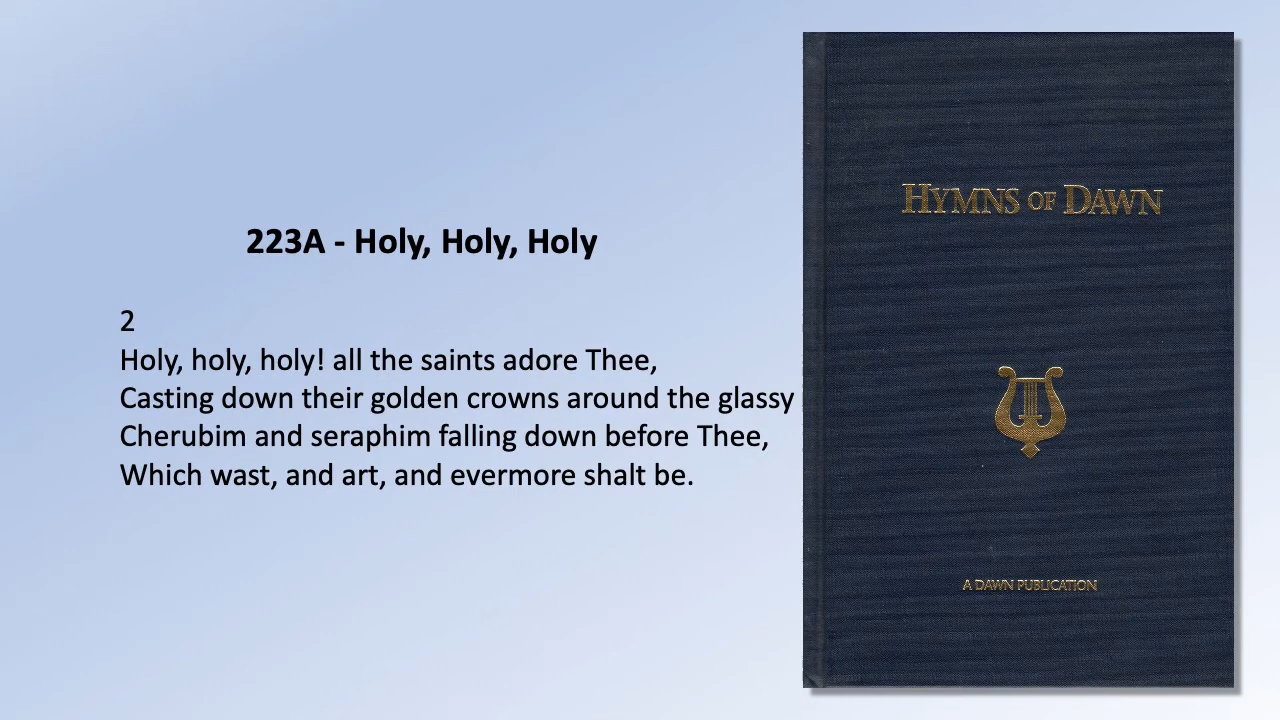 223A - Holy, Holy, Holy
2
Holy, holy, holy! all the saints adore Thee,
Casting down their golden crowns around the glassy
Cherubim and seraphim falling down before Thee,
Which wast, and art, and evermore shalt be.
HYMNS OF DAWN
A DAWN PUBLICATION